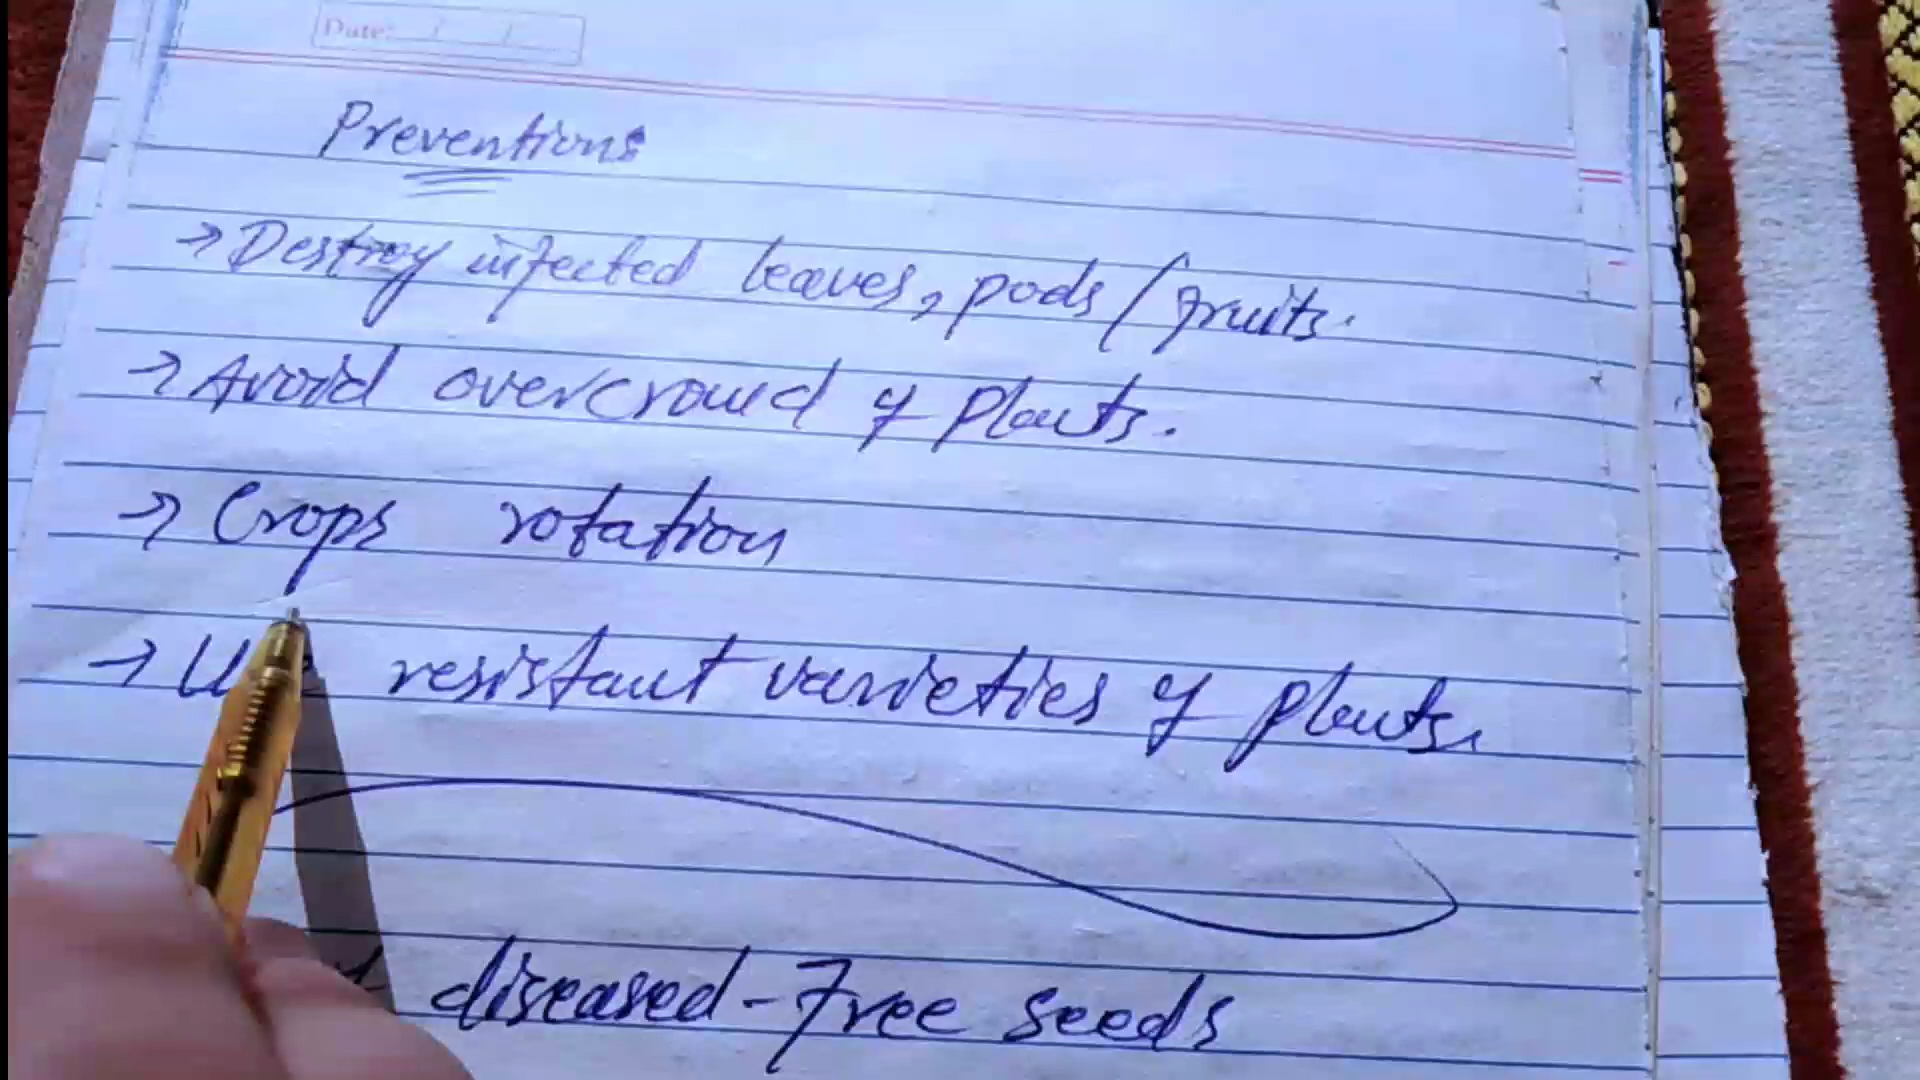 Date: / /
Preventions
→ Destroy infected leaves, pods / fruits.
→ Avoid overcrowd of plants.
→ Crops rotation
→ Use resistant varieties of plants.
diseased-free seeds